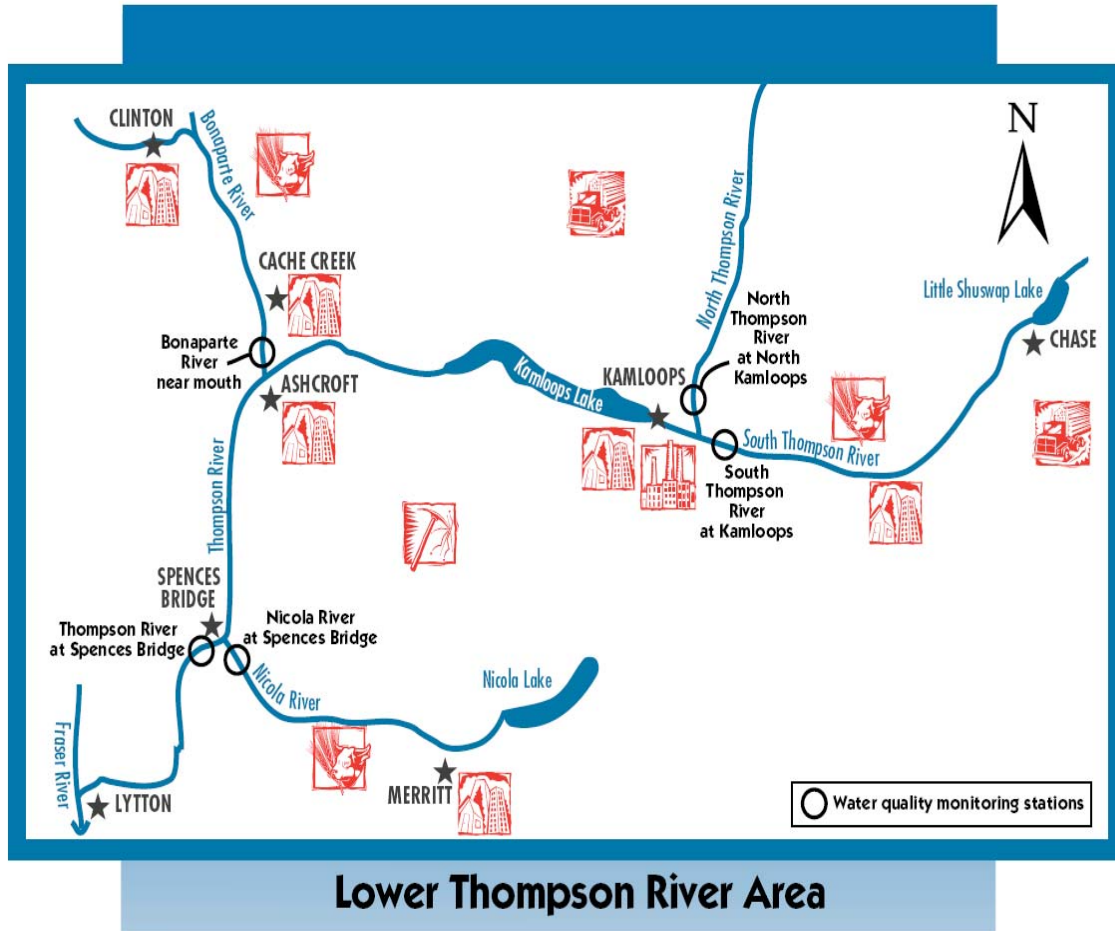 CLINTON
Bonaparte River
N
CACHE CREEK
North Thompson River
Little Shuswap Lake
North
Thompson
River
at North
Kamloops
CHASE
Bonaparte
River
near mouth
ASHCROFT
Kamloops Lake
KAMLOOPS
South Thompson River
South
Thompson
River
at Kamloops
Thompson River
SPENCES
BRIDGE
Thompson River
at Spences Bridge
Nicola River
at Spences Bridge
Nicola River
Nicola Lake
Fraser River
LYTTON
MERRITT
Water quality monitoring stations
Lower Thompson River Area